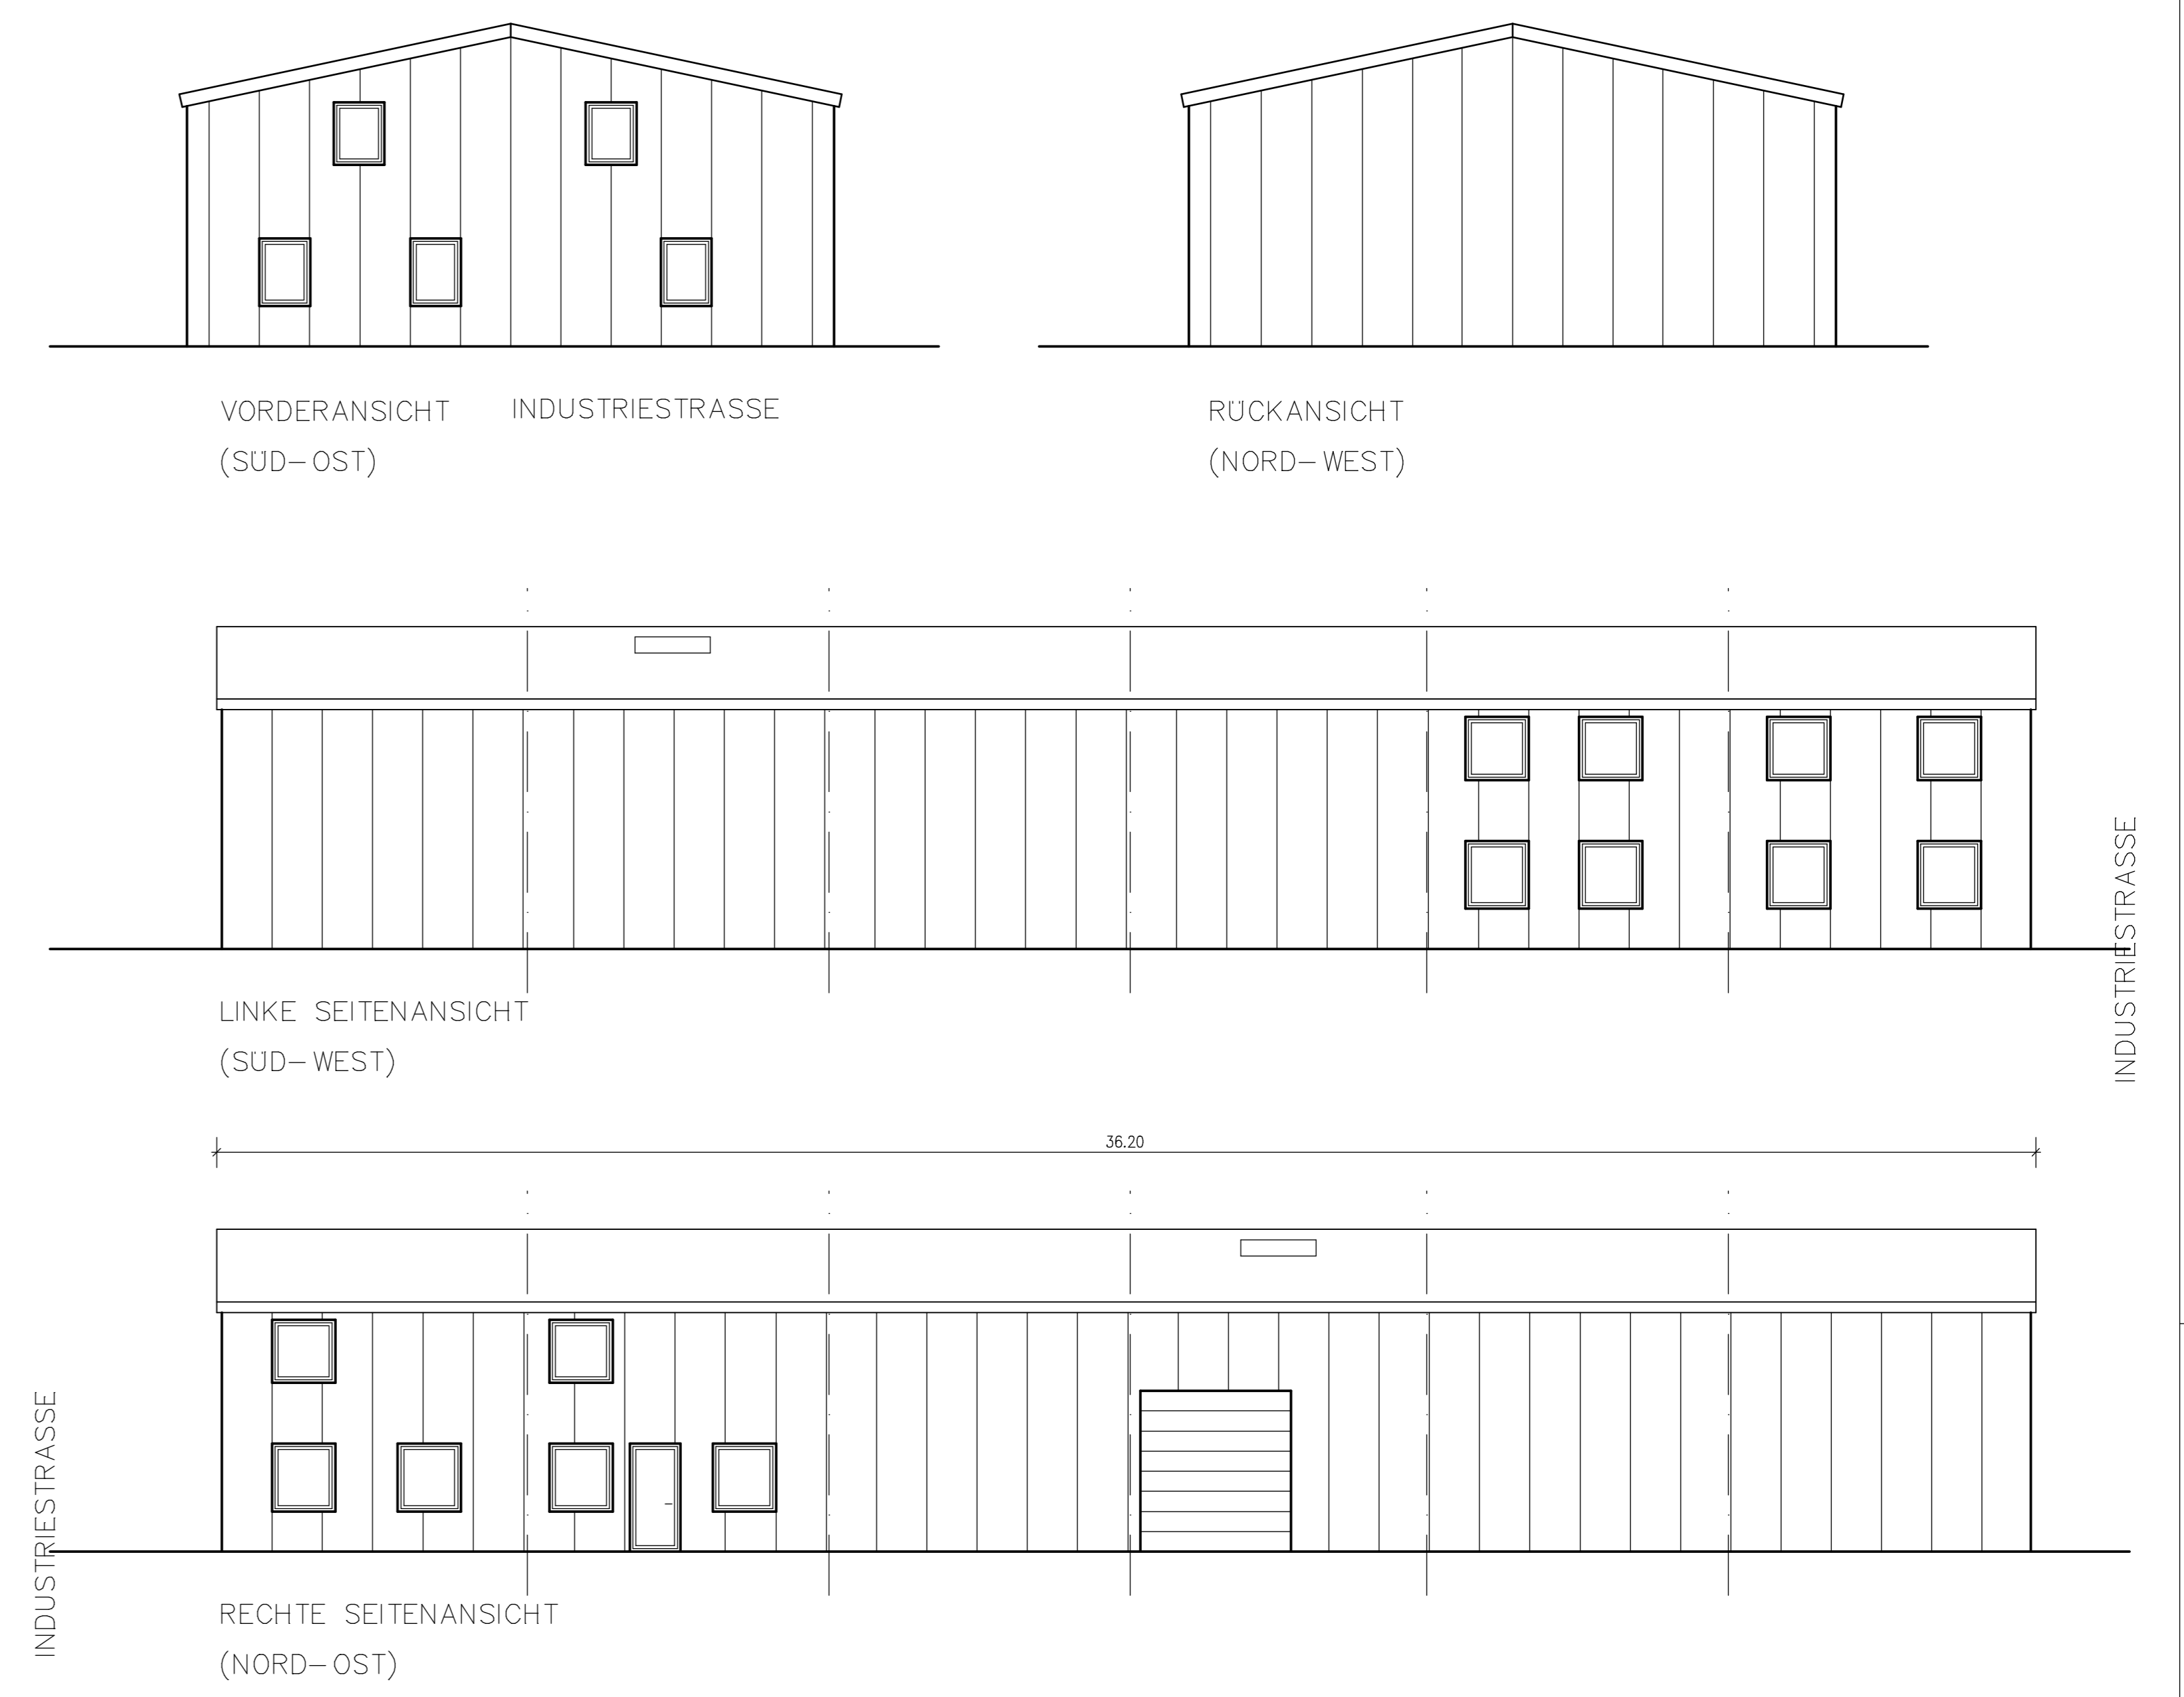 VORDERANSICHT INDUSTRIESTRASSE
(SÜD-OST)
RÜCKANSICHT
(NORD-WEST)
LINKE SEITENANSICHT
(SÜD-WEST)
INDUSTRIESTRASSE
36.20
INDUSTRIESTRASSE
RECHTE SEITENANSICHT
(NORD-OST)